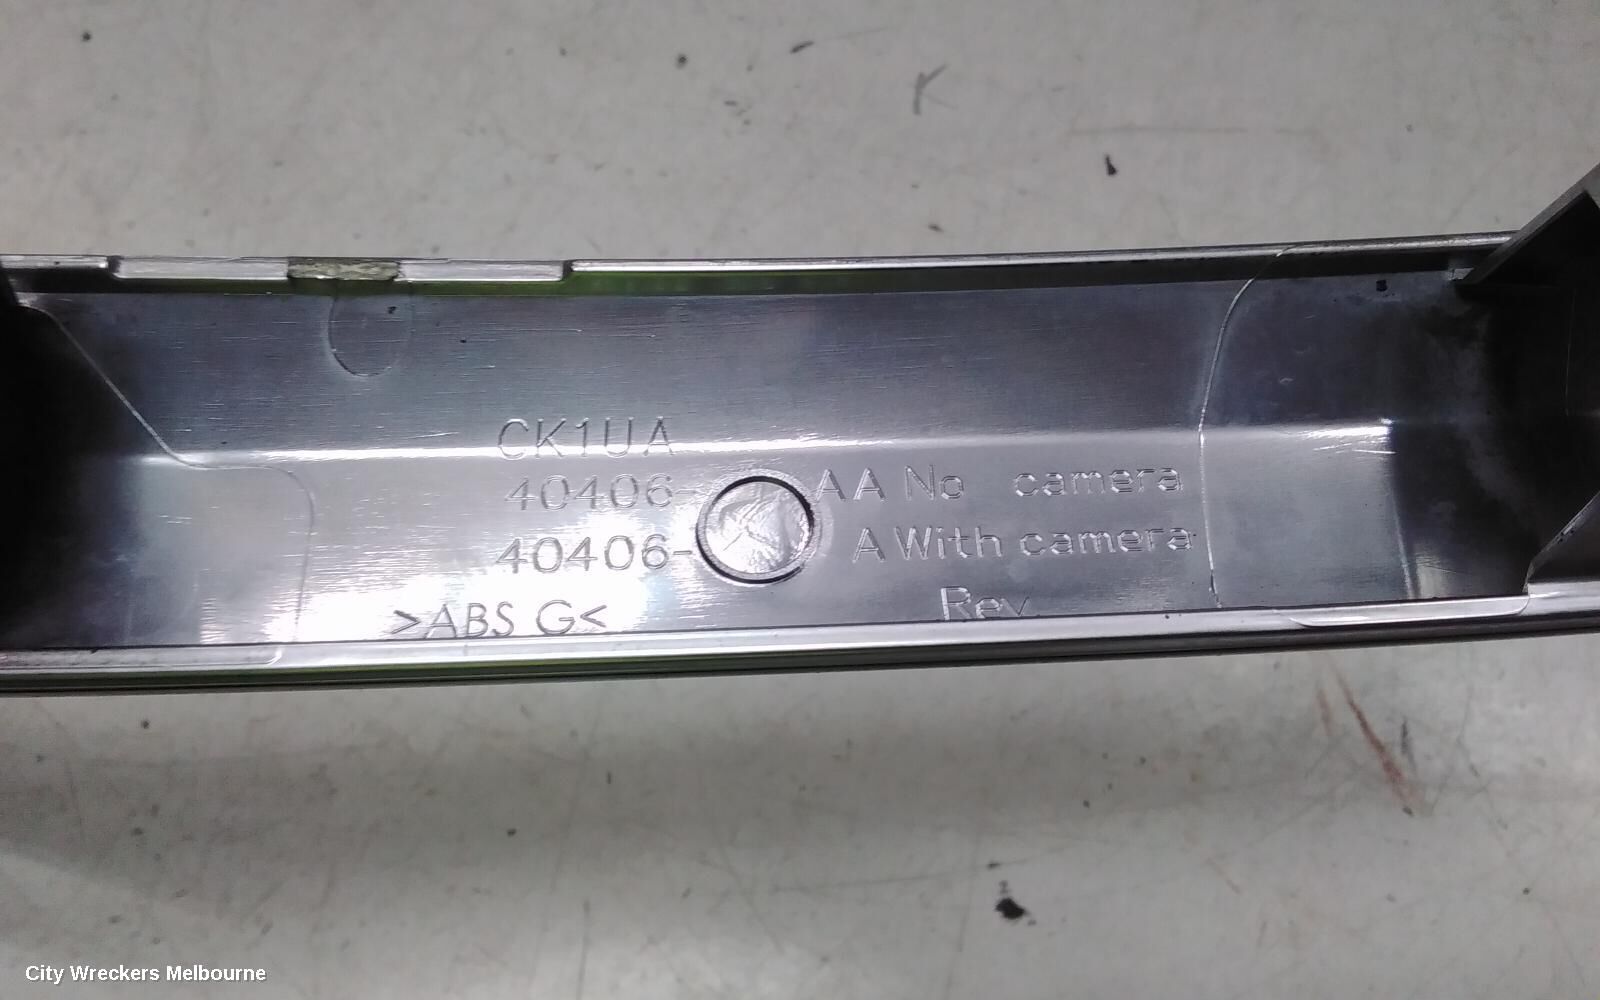 CK1UA
40406- AA No camera
40406- A With camera
>ABS G< Rev.
City Wreckers Melbourne